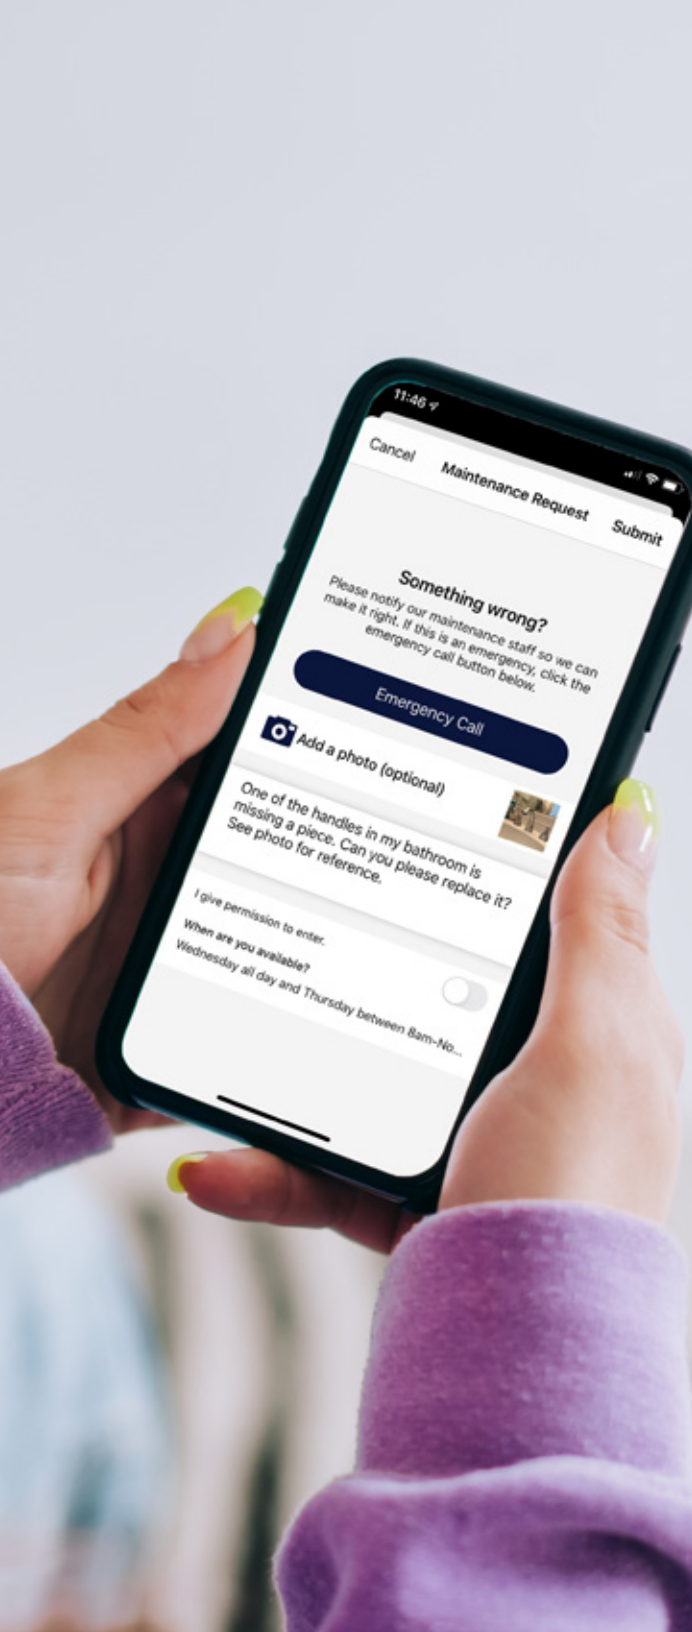 11:46
Cancel
Maintenance Request
Submit
Something wrong?
Please notify our maintenance staff so we can
make it right. If this is an emergency, click the
emergency call button below.
Emergency Call
Add a photo (optional)
One of the handles in my bathroom is
missing a piece. Can you please replace it?
See photo for reference.
I give permission to enter.
When are you available?
Wednesday all day and Thursday between 8am-No...